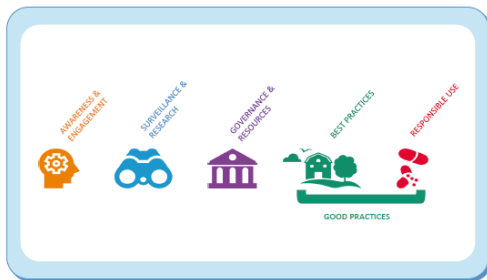 AWARENESS &
ENGAGEMENT
SURVEILLANCE &
RESEARCH
GOVERNANCE &
RESOURCES
BEST PRACTICES
RESPONSIBLE USE
GOOD PRACTICES